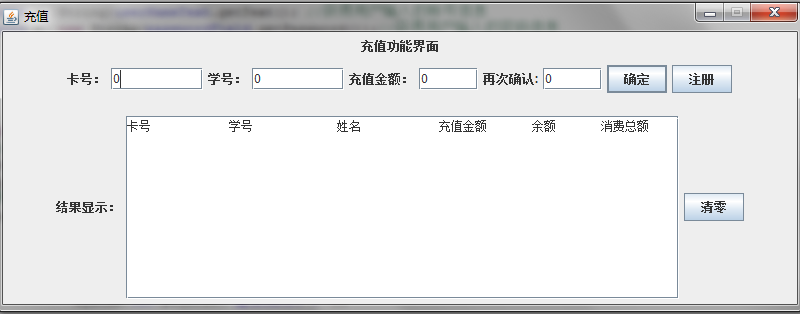 充值
充值功能界面
卡号: 0 学号: 0 充值金额: 0 再次确认: 0 确定 注册
卡号 学号 姓名 充值金额 余额 消费总额
结果显示: 清零